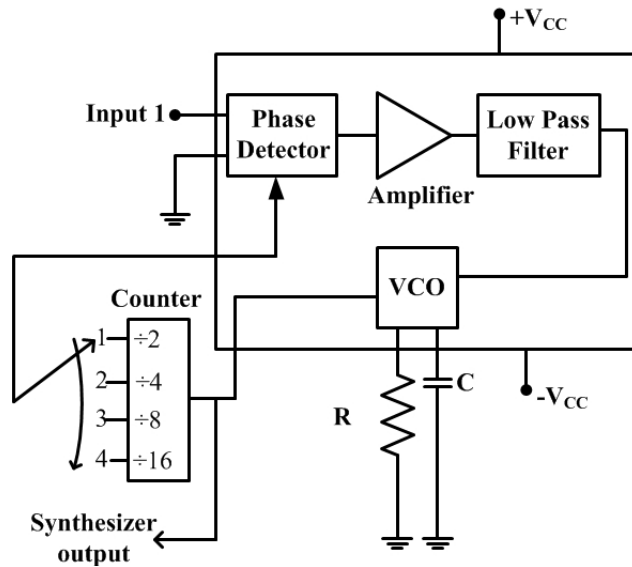 +VCC
Input 1
Phase
Detector
Low Pass
Filter
Amplifier
Counter
VCO
1 ÷2
2 ÷4
3 ÷8
4 ÷16
R
C
-VCC
Synthesizer
output